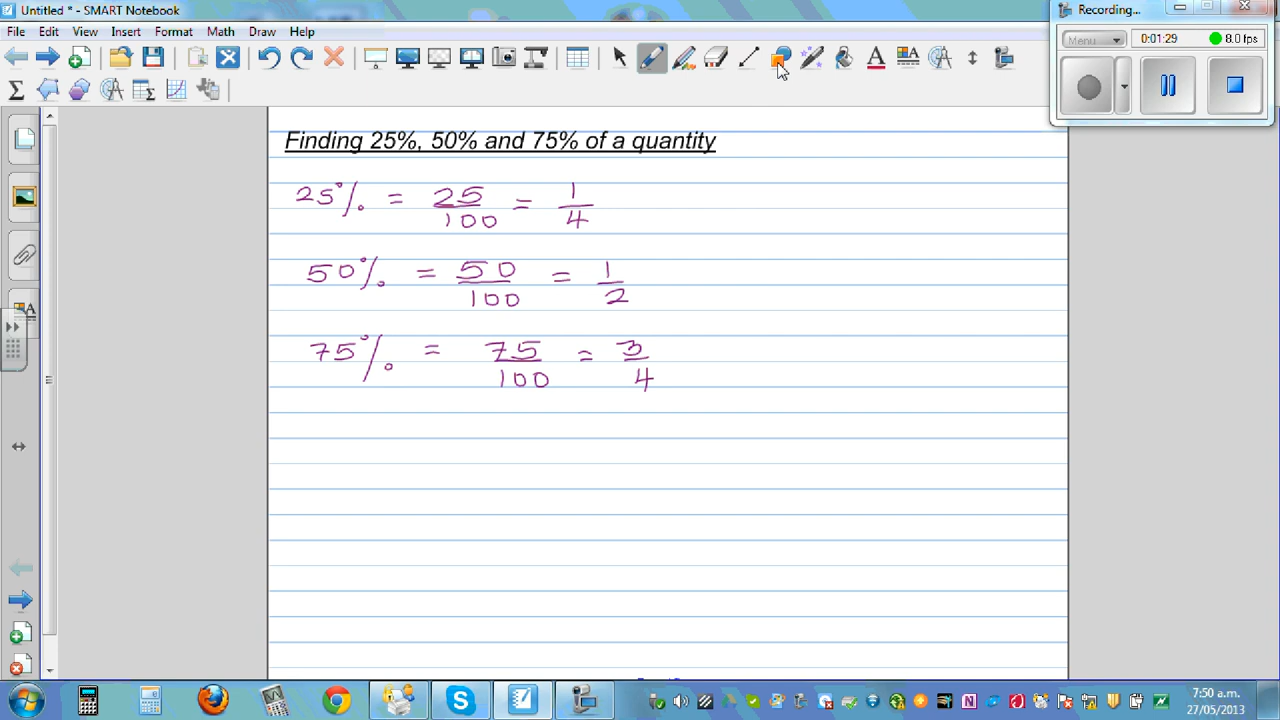 Untitled * - SMART Notebook
Recording...
File Edit View Insert Format Math Draw Help
Menu 0:01:29 8.0 fps
Finding 25%, 50% and 75% of a quantity
25% = 25/100 = 1/4
50% = 50/100 = 1/2
75% = 75/100 = 3/4
7:50 a.m.
27/05/2013